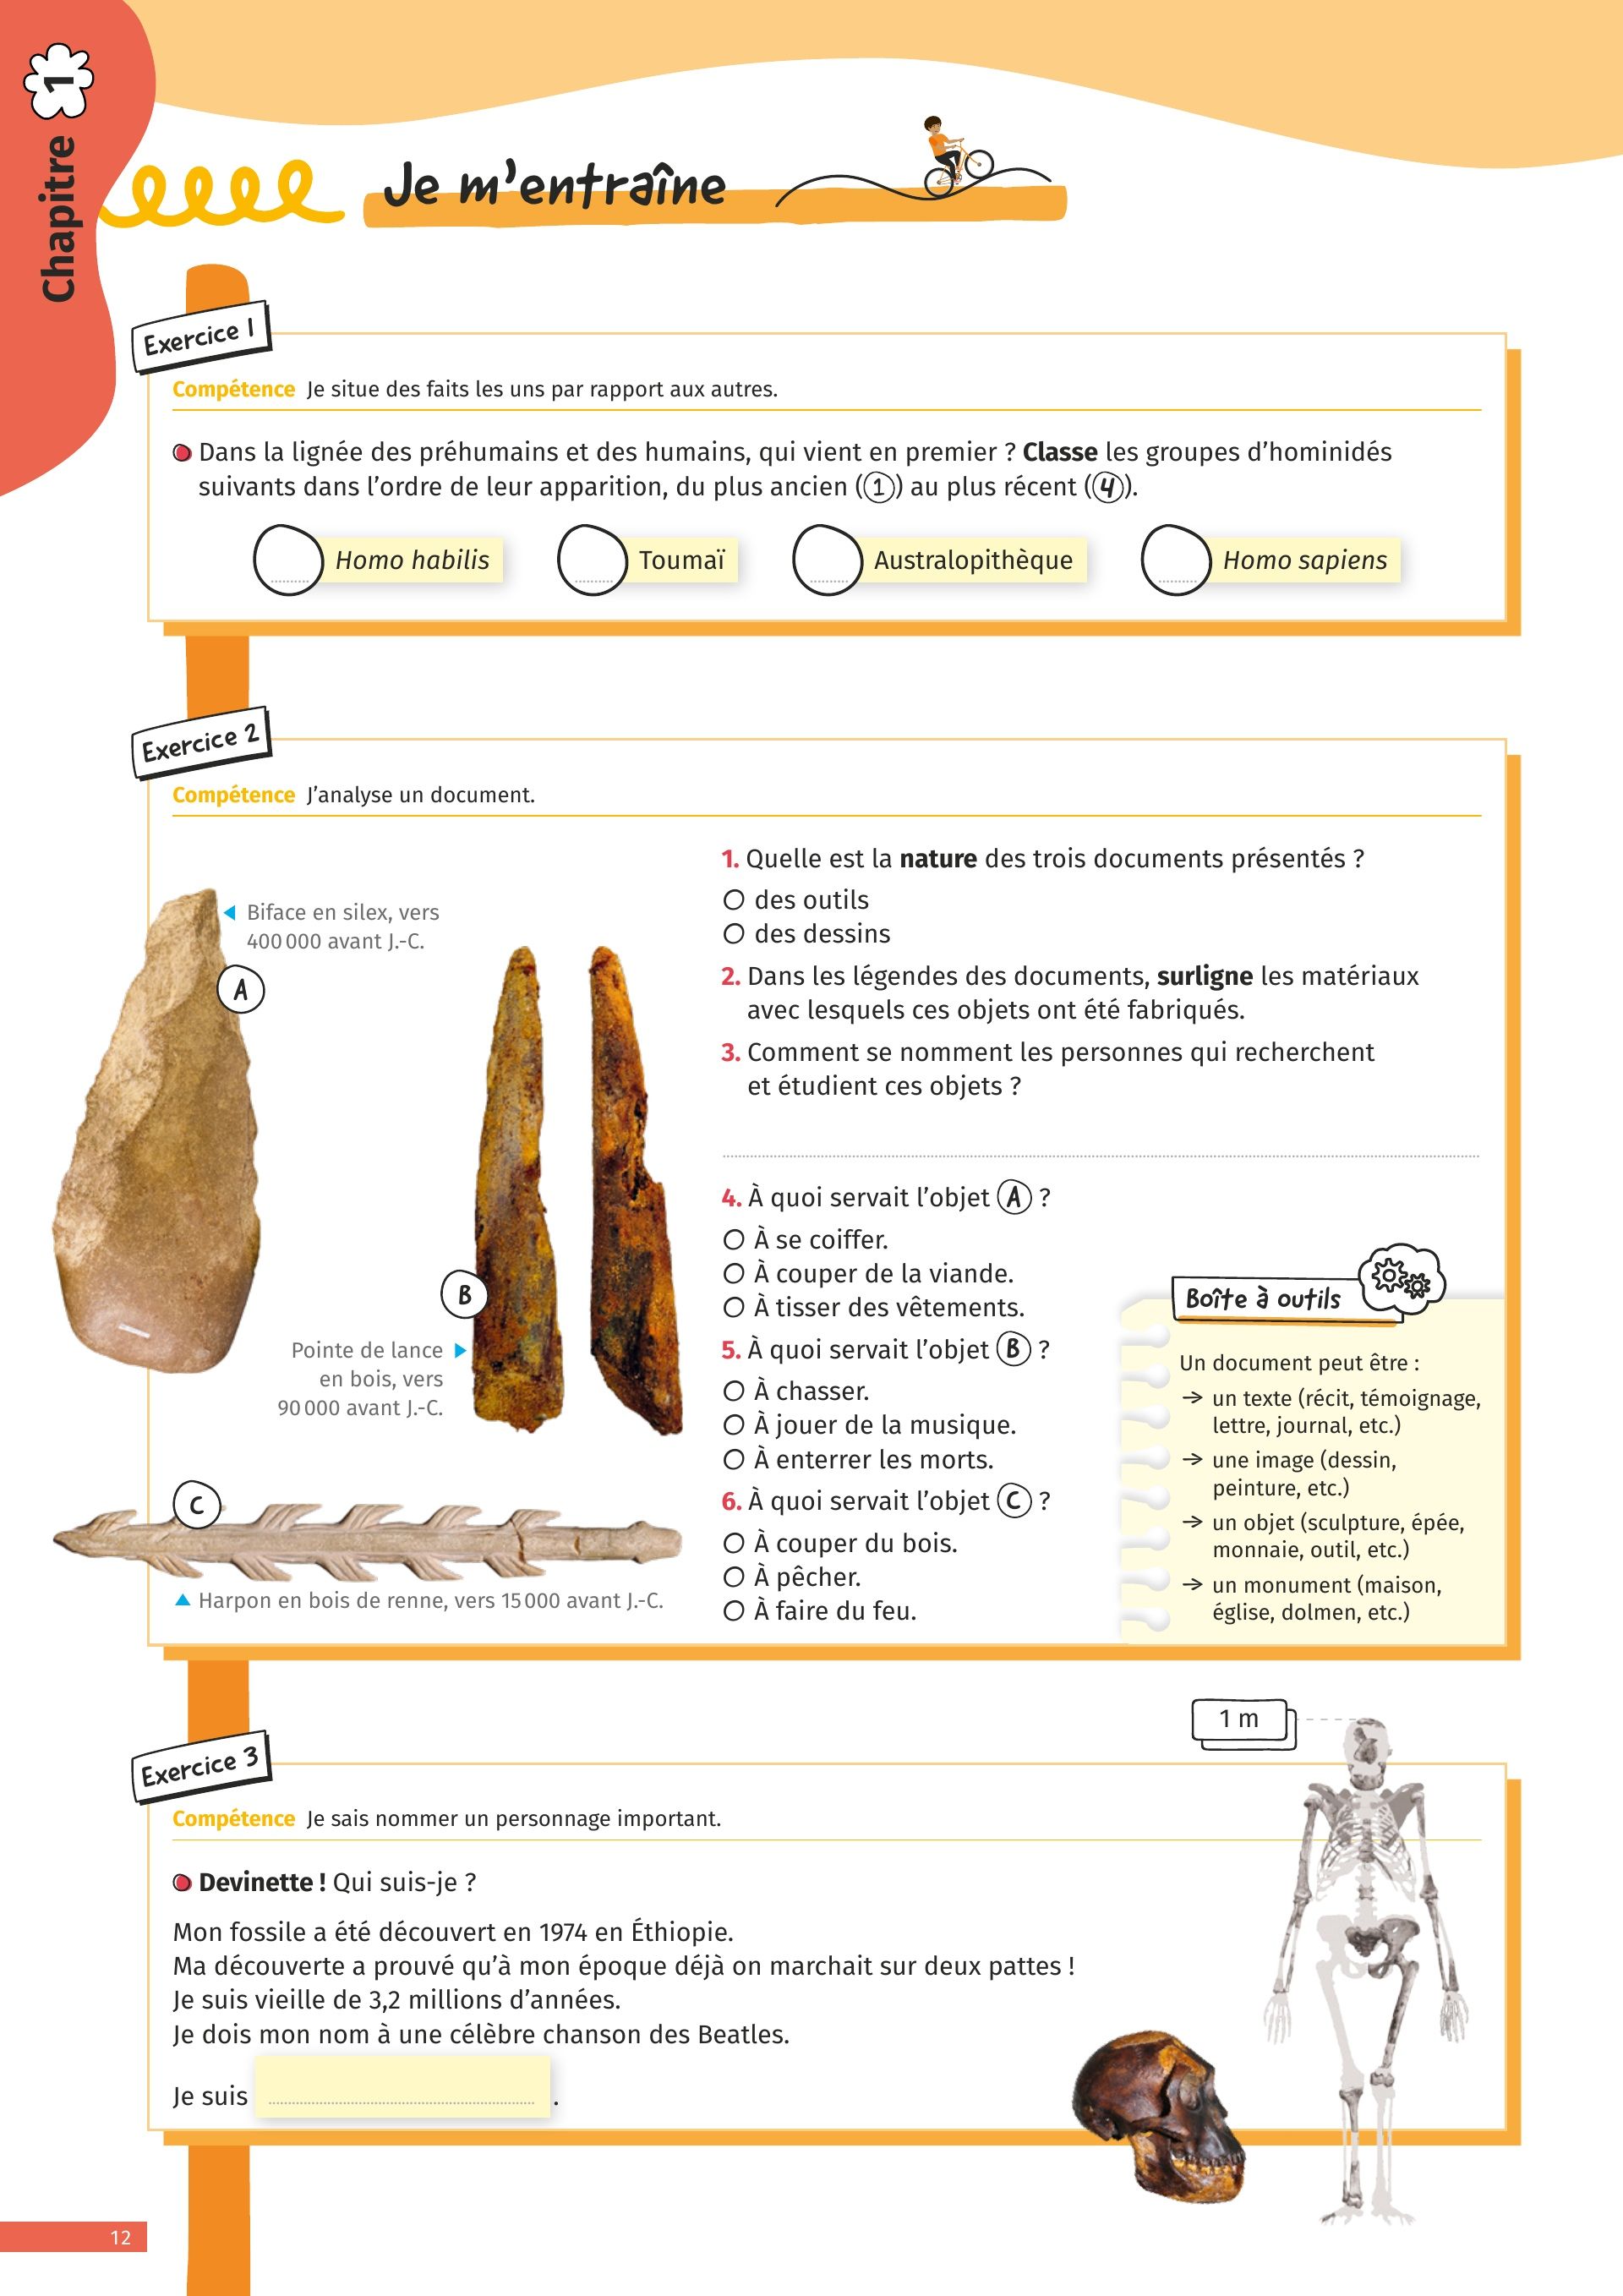 Chapitre 1
Je m'entraîne
Exercice 1
Compétence Je situe des faits les uns par rapport aux autres.
Dans la lignée des préhumains et des humains, qui vient en premier ? Classe les groupes d'hominidés
suivants dans l'ordre de leur apparition, du plus ancien (1) au plus récent (4).
Homo habilis
Toumaï
Australopithèque
Homo sapiens
Exercice 2
Compétence J'analyse un document.
Biface en silex, vers
400 000 avant J.-C.
A
B
Pointe de lance
en bois, vers
90 000 avant J.-C.
C
Harpon en bois de renne, vers 15 000 avant J.-C.
1. Quelle est la nature des trois documents présentés ?
des outils
des dessins
2. Dans les légendes des documents, surligne les matériaux
avec lesquels ces objets ont été fabriqués.
3. Comment se nomment les personnes qui recherchent
et étudient ces objets ?
4. À quoi servait l'objet A ?
À se coiffer.
À couper de la viande.
À tisser des vêtements.
5. À quoi servait l'objet B ?
À chasser.
À jouer de la musique.
À enterrer les morts.
6. À quoi servait l'objet C ?
À couper du bois.
À pêcher.
À faire du feu.
Boîte à outils
Un document peut être :
→ un texte (récit, témoignage,
lettre, journal, etc.)
→ une image (dessin,
peinture, etc.)
→ un objet (sculpture, épée,
monnaie, outil, etc.)
→ un monument (maison,
église, dolmen, etc.)
1 m
Exercice 3
Compétence Je sais nommer un personnage important.
Devinette ! Qui suis-je ?
Mon fossile a été découvert en 1974 en Éthiopie.
Ma découverte a prouvé qu'à mon époque déjà on marchait sur deux pattes !
Je suis vieille de 3,2 millions d'années.
Je dois mon nom à une célèbre chanson des Beatles.
Je suis .
12